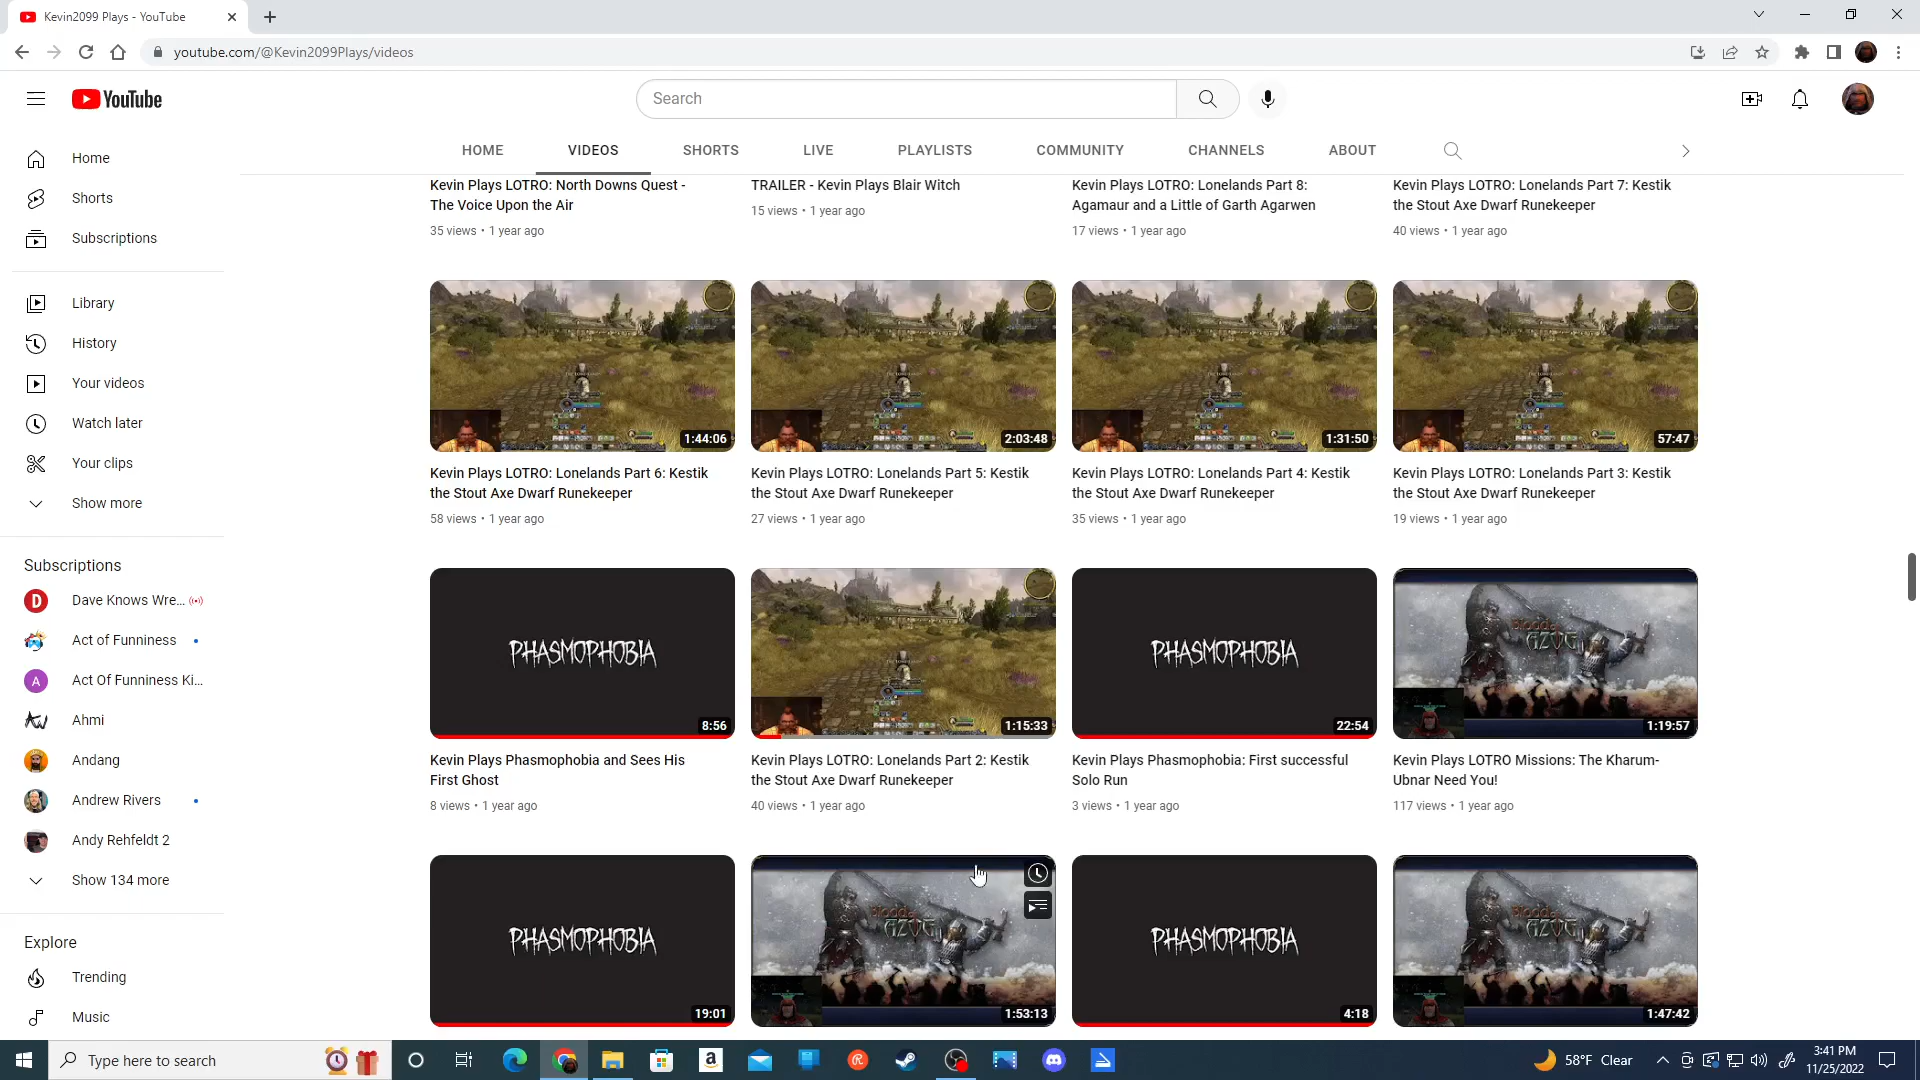 Kevin2099 Plays - YouTube
youtube.com/@Kevin2099Plays/videos
YouTube
Search
HOME
VIDEOS
SHORTS
LIVE
PLAYLISTS
COMMUNITY
CHANNELS
ABOUT
Home
Shorts
Subscriptions
Library
History
Your videos
Watch later
Your clips
Show more
Subscriptions
D
Dave Knows Wre...
Act of Funniness
A
Act Of Funniness Ki...
Ahmi
Andang
Andrew Rivers
Andy Rehfeldt 2
Show 134 more
Explore
Trending
Music
Kevin Plays LOTRO: North Downs Quest -
The Voice Upon the Air
35 views • 1 year ago
TRAILER - Kevin Plays Blair Witch
15 views • 1 year ago
Kevin Plays LOTRO: Lonelands Part 8:
Agamaur and a Little of Garth Agarwen
17 views • 1 year ago
Kevin Plays LOTRO: Lonelands Part 7: Kestik
the Stout Axe Dwarf Runekeeper
40 views • 1 year ago
1:44:06
Kevin Plays LOTRO: Lonelands Part 6: Kestik
the Stout Axe Dwarf Runekeeper
58 views • 1 year ago
2:03:48
Kevin Plays LOTRO: Lonelands Part 5: Kestik
the Stout Axe Dwarf Runekeeper
27 views • 1 year ago
1:31:50
Kevin Plays LOTRO: Lonelands Part 4: Kestik
the Stout Axe Dwarf Runekeeper
35 views • 1 year ago
57:47
Kevin Plays LOTRO: Lonelands Part 3: Kestik
the Stout Axe Dwarf Runekeeper
19 views • 1 year ago
PHASMOPHOBIA
8:56
Kevin Plays Phasmophobia and Sees His
First Ghost
8 views • 1 year ago
1:15:33
Kevin Plays LOTRO: Lonelands Part 2: Kestik
the Stout Axe Dwarf Runekeeper
40 views • 1 year ago
PHASMOPHOBIA
22:54
Kevin Plays Phasmophobia: First successful
Solo Run
3 views • 1 year ago
Blood of
AZOG
1:19:57
Kevin Plays LOTRO Missions: The Kharum-
Ubnar Need You!
117 views • 1 year ago
PHASMOPHOBIA
19:01
Blood of
AZOG
1:53:13
PHASMOPHOBIA
4:18
Blood of
AZOG
1:47:42
Type here to search
58°F Clear
3:41 PM
11/25/2022